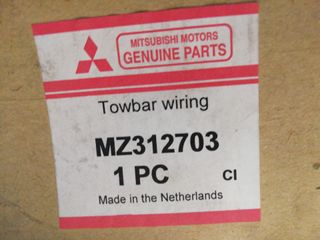 MITSUBISHI MOTORS
GENUINE PARTS
Towbar wiring
MZ312703
1 PC CI
Made in the Netherlands